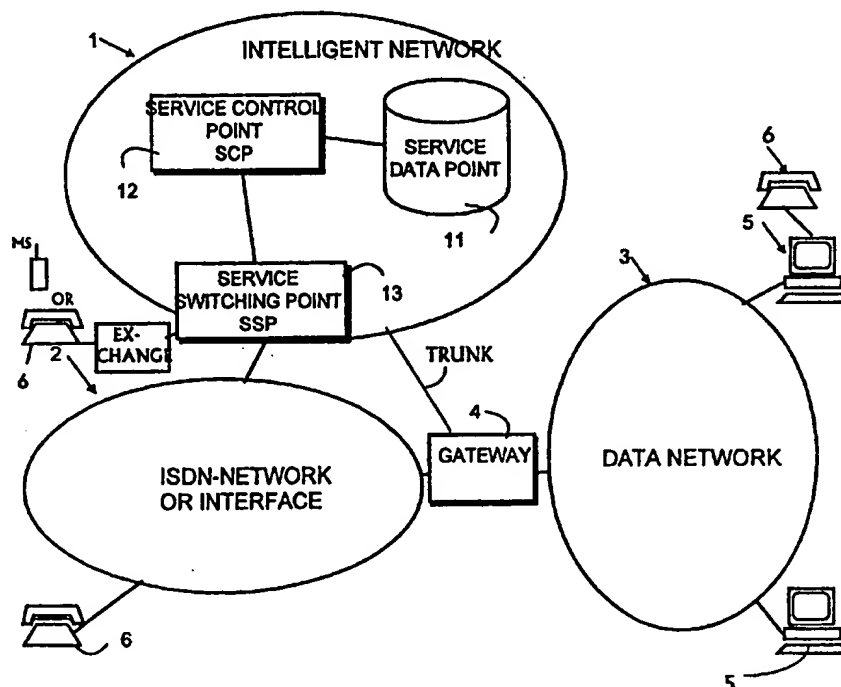 1
INTELLIGENT NETWORK
SERVICE CONTROL
POINT
SCP
12
SERVICE
DATA POINT
11
6
5
MS
OR
6
EX-
CHANGE
SERVICE
SWITCHING POINT
SSP
13
3
2
TRUNK
4
GATEWAY
ISDN-NETWORK
OR INTERFACE
DATA NETWORK
6
5